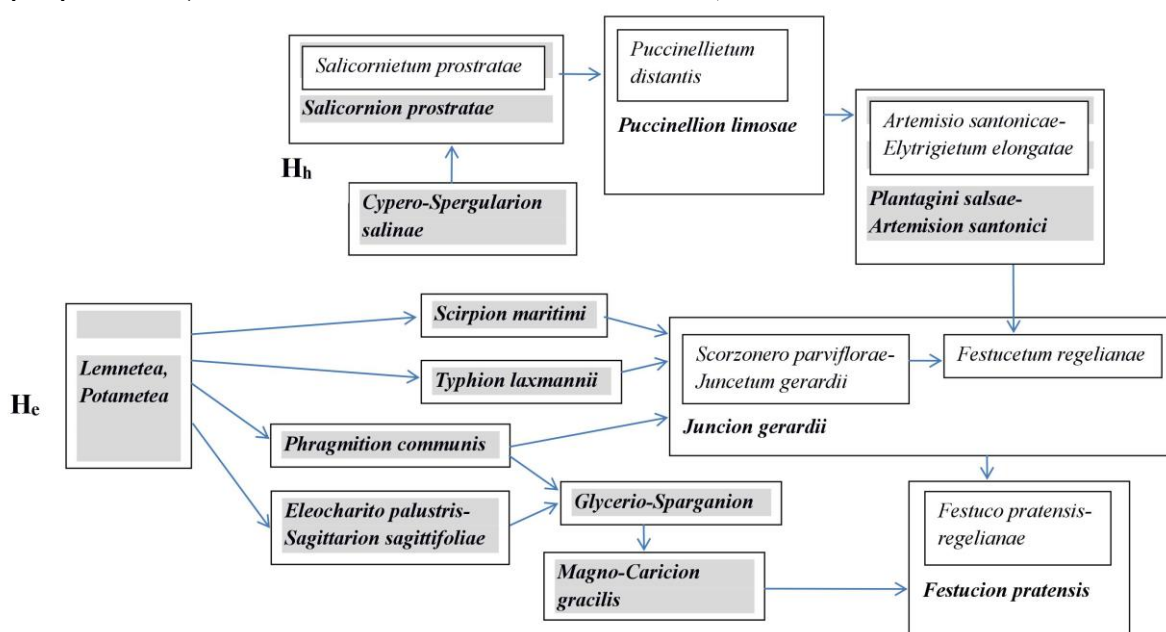 Salicornietum prostratae
Salicornion prostratae
Puccinellietum
distantis
Puccinellion limosae
Artemisio santonicae-
Elytrigietum elongatae
Plantagini salsae-
Artemision santonici
Hh
Cypero-Spergularion
salinae
Lemnetea,
Potametea
He
Scirpion maritimi
Typhion laxmannii
Phragmition communis
Eleocharito palustris-
Sagittarion sagittifoliae
Glycerio-Sparganion
Magno-Caricion
gracilis
Scorzonero parviflorae-
Juncetum gerardii
Juncion gerardii
Festucetum regelianae
Festuco pratensis-
regelianae
Festucion pratensis